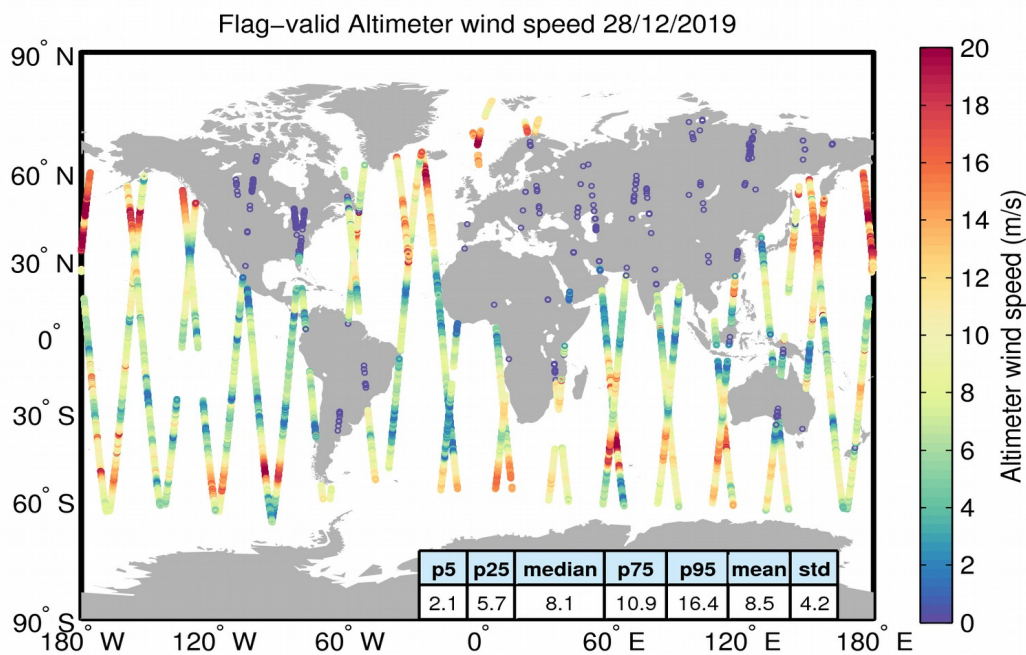 Flag−valid Altimeter wind speed 28/12/2019
90° N
60° N
30° N
0°
30° S
60° S
90° S
180° W
120° W
60° W
0°
60° E
120° E
180° E
p5 p25 median p75 p95 mean std
2.1 5.7 8.1 10.9 16.4 8.5 4.2
20
18
16
14
12
10
8
6
4
2
0
Altimeter wind speed (m/s)